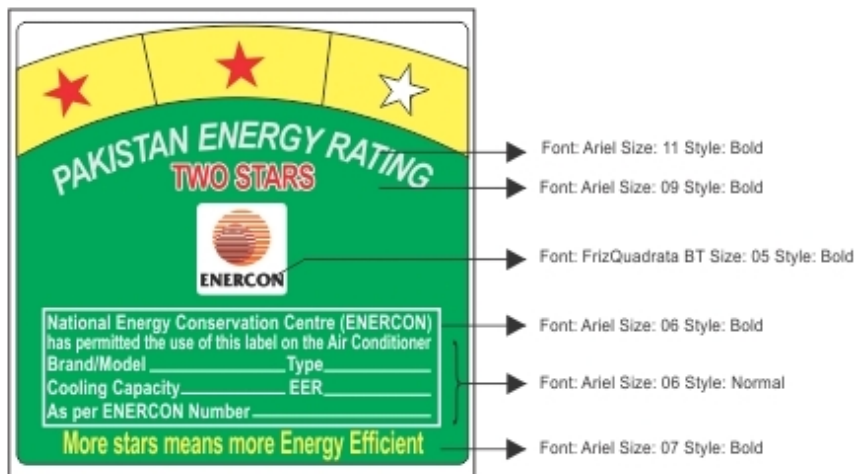 PAKISTAN ENERGY RATING
TWO STARS
ENERCON
National Energy Conservation Centre (ENERCON)
has permitted the use of this label on the Air Conditioner
Brand/Model Type
Cooling Capacity EER
As per ENERCON Number
More stars means more Energy Efficient
Font: Ariel Size: 11 Style: Bold
Font: Ariel Size: 09 Style: Bold
Font: FrizQuadrata BT Size: 05 Style: Bold
Font: Ariel Size: 06 Style: Bold
Font: Ariel Size: 06 Style: Normal
Font: Ariel Size: 07 Style: Bold